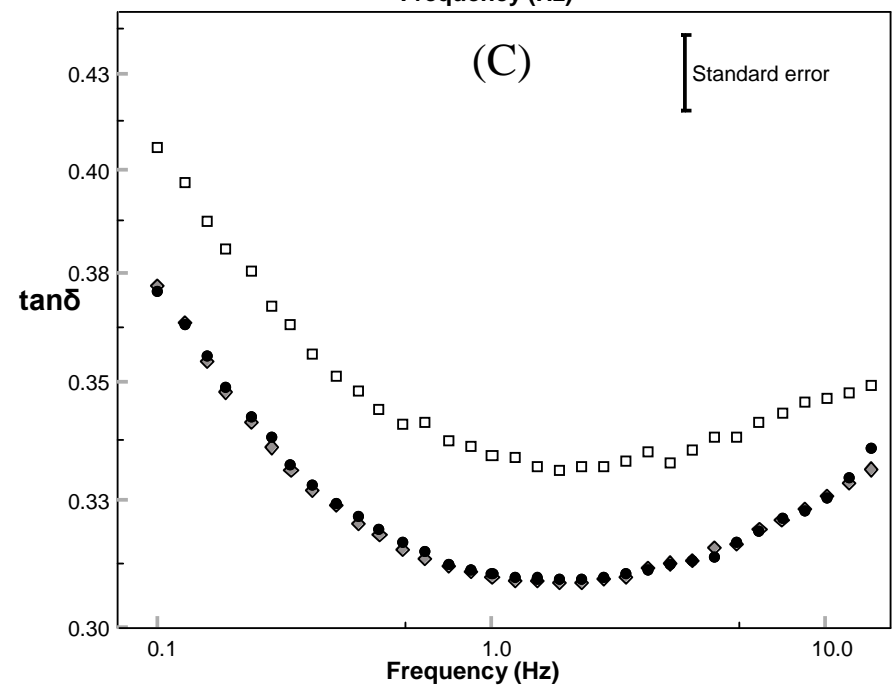 Frequency (Hz)
(C)
Standard error
0.43
0.40
0.38
tanδ
0.35
0.33
0.30
0.1
1.0
10.0
Frequency (Hz)